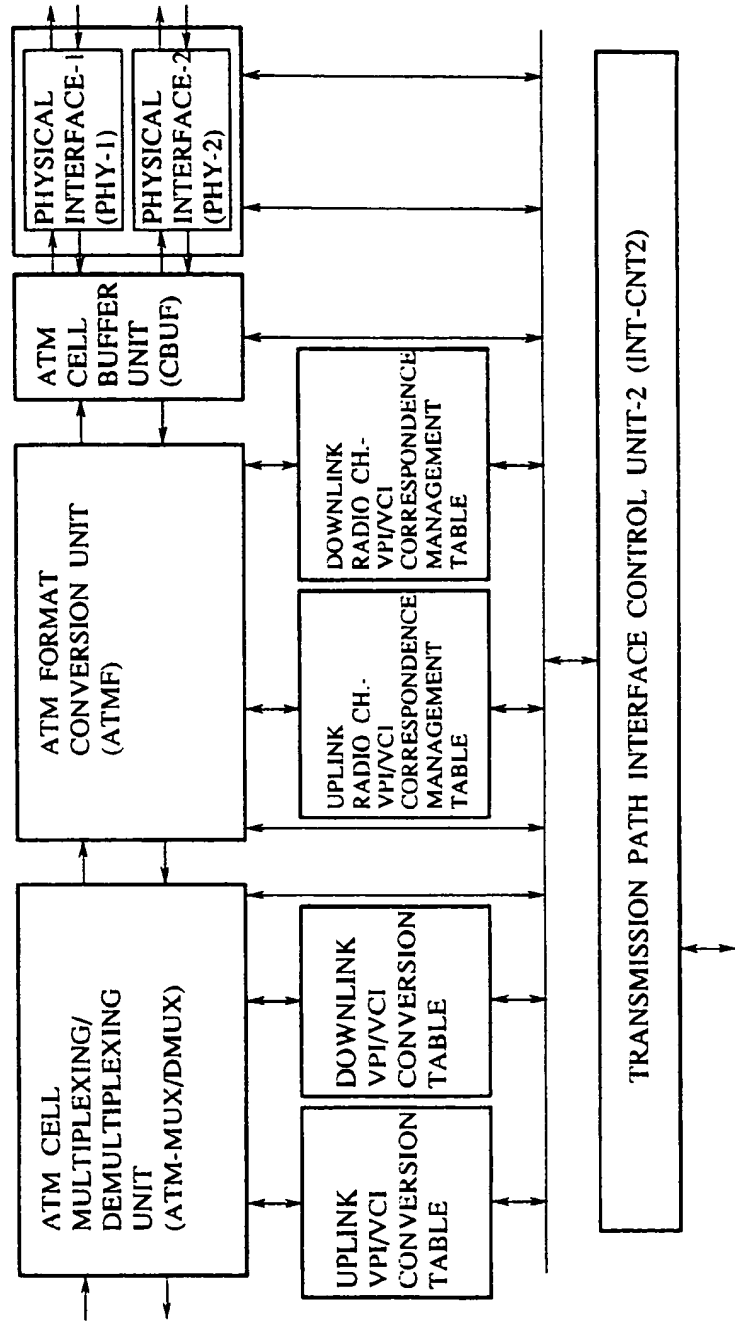 ATM CELL
MULTIPLEXING/
DEMULTIPLEXING
UNIT
(ATM-MUX/DMUX)
ATM FORMAT
CONVERSION UNIT
(ATMF)
ATM
CELL
BUFFER
UNIT
(CBUF)
PHYSICAL
INTERFACE-1
(PHY-1)
PHYSICAL
INTERFACE-2
(PHY-2)
UPLINK
VPI/VCI
CONVERSION
TABLE
DOWNLINK
VPI/VCI
CONVERSION
TABLE
UPLINK
RADIO CH.-
VPI/VCI
CORRESPONDENCE
MANAGEMENT
TABLE
DOWNLINK
RADIO CH.-
VPI/VCI
CORRESPONDENCE
MANAGEMENT
TABLE
TRANSMISSION PATH INTERFACE CONTROL UNIT-2 (INT-CNT2)